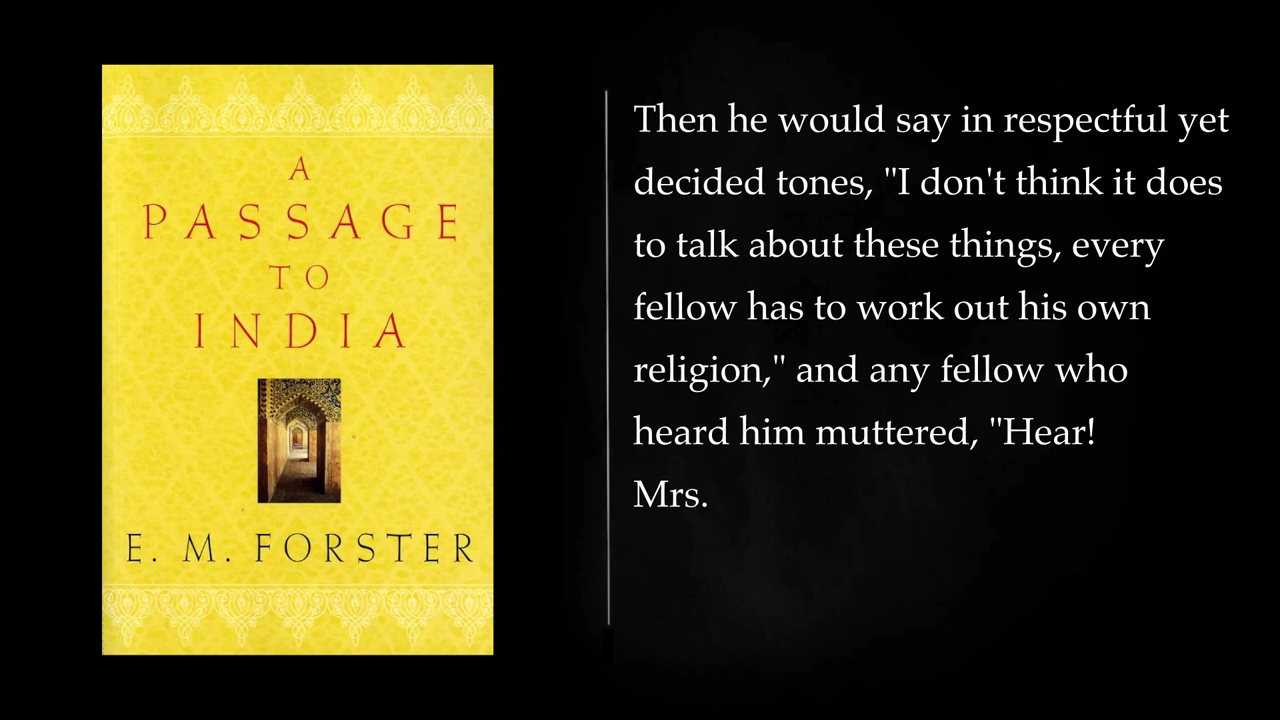 A
PASSAGE
TO
INDIA
E. M. FORSTER
Then he would say in respectful yet
decided tones, "I don't think it does
to talk about these things, every
fellow has to work out his own
religion," and any fellow who
heard him muttered, "Hear!
Mrs.